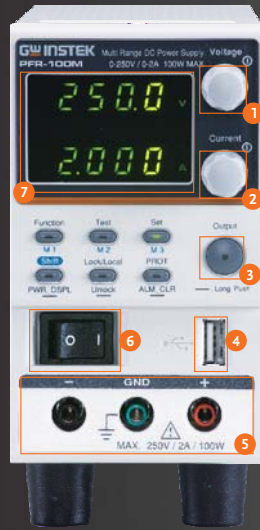 GWINSTEK Multi Range DC Power Supply Voltage
PFR-100M 0-250V / 0-2A 100W MAX
250.0 V
1
Current
2.000 A
7
2
Function Test Set Output
M 1 M 2 M 3
Shift Lock/Local PROT
3
PWR_DSPL Unlock ALM_CLR Long Push
O I
6
4
− GND +
MAX. 250V / 2A / 100W
5